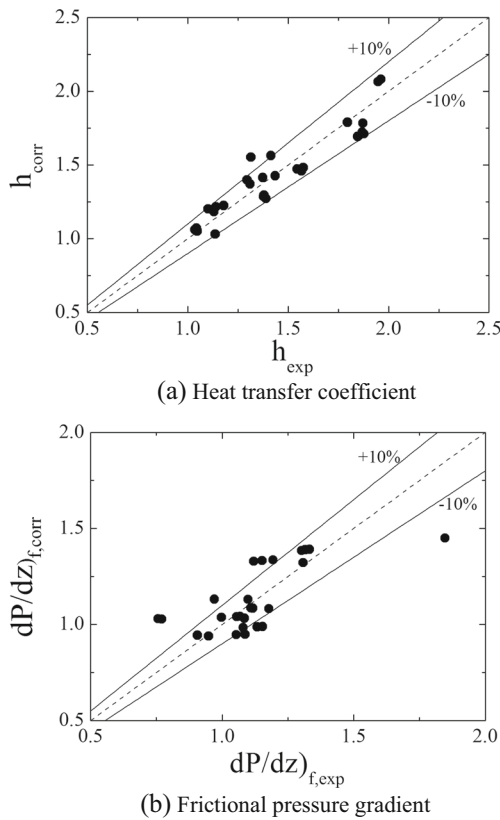 2.5
+10%
2.0
-10%
h_corr
1.5
1.0
0.5
0.5 1.0 1.5 2.0 2.5
h_exp
(a) Heat transfer coefficient
2.0
+10%
-10%
dP/dz)_f,corr
1.5
1.0
0.5
0.5 1.0 1.5 2.0
dP/dz)_f,exp
(b) Frictional pressure gradient